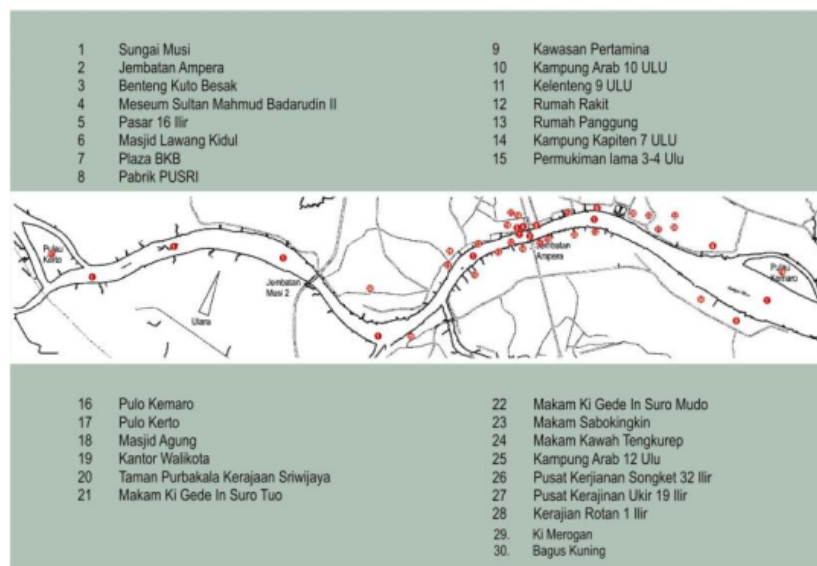 1 Sungai Musi
2 Jembatan Ampera
3 Benteng Kuto Besak
4 Meseum Sultan Mahmud Badarudin II
5 Pasar 16 Ilir
6 Masjid Lawang Kidul
7 Plaza BKB
8 Pabrik PUSRI
9 Kawasan Pertamina
10 Kampung Arab 10 ULU
11 Kelenteng 9 ULU
12 Rumah Rakit
13 Rumah Panggung
14 Kampung Kapiten 7 ULU
15 Permukiman lama 3-4 Ulu
Pulau
Kerto
Jembatan
Musi 2
Utara
Jembatan
Ampera
Pulau
Kemaro
16 Pulo Kemaro
17 Pulo Kerto
18 Masjid Agung
19 Kantor Walikota
20 Taman Purbakala Kerajaan Sriwijaya
21 Makam Ki Gede In Suro Tuo
22 Makam Ki Gede In Suro Mudo
23 Makam Sabokingkin
24 Makam Kawah Tengkurep
25 Kampung Arab 12 Ulu
26 Pusat Kerjianan Songket 32 Ilir
27 Pusat Kerajinan Ukir 19 Ilir
28 Kerajian Rotan 1 Ilir
29. Ki Merogan
30. Bagus Kuning